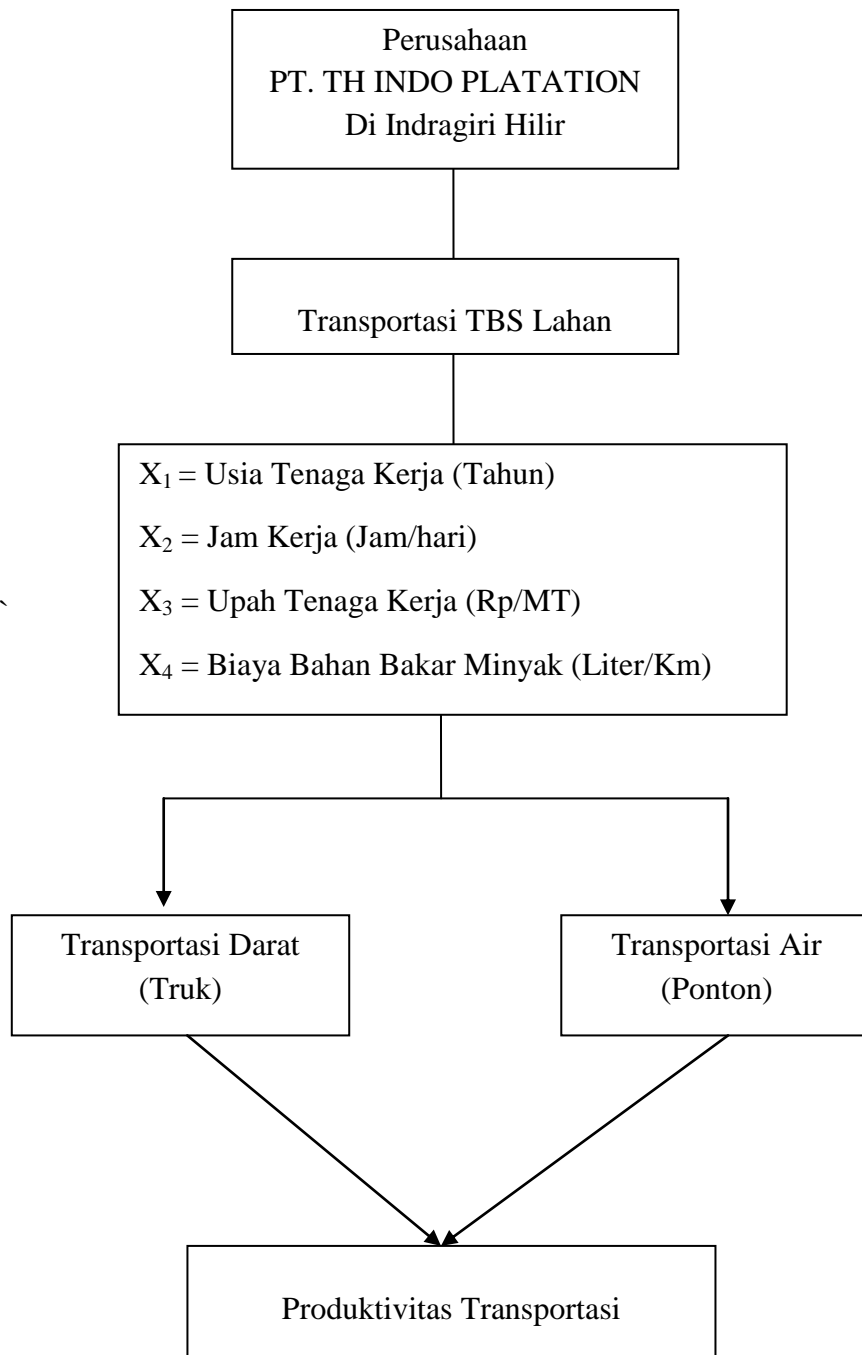 Perusahaan
PT. TH INDO PLATATION
Di Indragiri Hilir
Transportasi TBS Lahan
X₁ = Usia Tenaga Kerja (Tahun)
X₂ = Jam Kerja (Jam/hari)
X₃ = Upah Tenaga Kerja (Rp/MT)
`
X₄ = Biaya Bahan Bakar Minyak (Liter/Km)
Transportasi Darat
(Truk)
Transportasi Air
(Ponton)
Produktivitas Transportasi